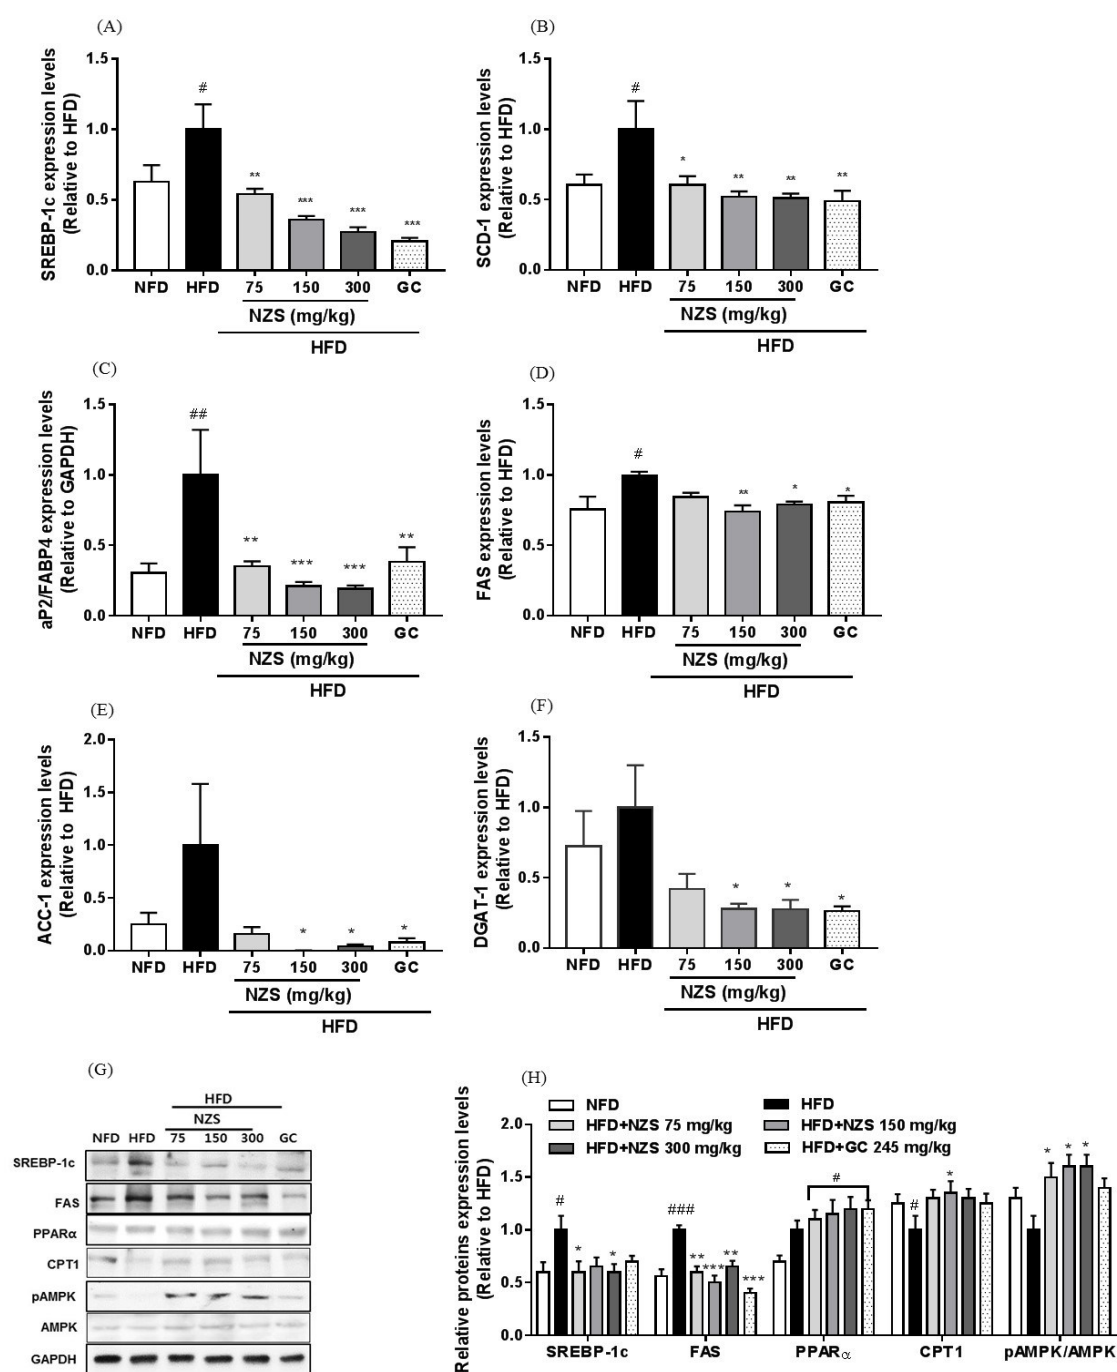 (A)
SREBP-1c expression levels
(Relative to HFD)
1.5
1.0
0.5
0.0
#
**
***
***
***
NFD HFD 75 150 300 GC
NZS (mg/kg)
HFD
(B)
SCD-1 expression levels
(Relative to HFD)
1.5
1.0
0.5
0.0
#
*
**
**
**
NFD HFD 75 150 300 GC
NZS (mg/kg)
HFD
(C)
aP2/FABP4 expression levels
(Relative to GAPDH)
1.5
1.0
0.5
0.0
##
**
***
***
**
NFD HFD 75 150 300 GC
NZS (mg/kg)
HFD
(D)
FAS expression levels
(Relative to HFD)
1.5
1.0
0.5
0.0
#
**
*
*
NFD HFD 75 150 300 GC
NZS (mg/kg)
HFD
(E)
ACC-1 expression levels
(Relative to HFD)
2.0
1.5
1.0
0.5
0.0
*
*
*
NFD HFD 75 150 300 GC
NZS (mg/kg)
HFD
(F)
DGAT-1 expression levels
(Relative to HFD)
1.5
1.0
0.5
0.0
*
*
*
NFD HFD 75 150 300 GC
NZS (mg/kg)
HFD
(G)
HFD
NZS
NFD HFD 75 150 300 GC
SREBP-1c
FAS
PPARα
CPT1
pAMPK
AMPK
GAPDH
(H)
Relative proteins expression levels
(Relative to HFD)
NFD HFD
HFD+NZS 75 mg/kg HFD+NZS 150 mg/kg
HFD+NZS 300 mg/kg HFD+GC 245 mg/kg
2.0
1.5
1.0
0.5
0.0
#
*
*
###
**
***
**
***
#
#
*
*
*
*
SREBP-1c FAS PPARα CPT1 pAMPK/AMPK